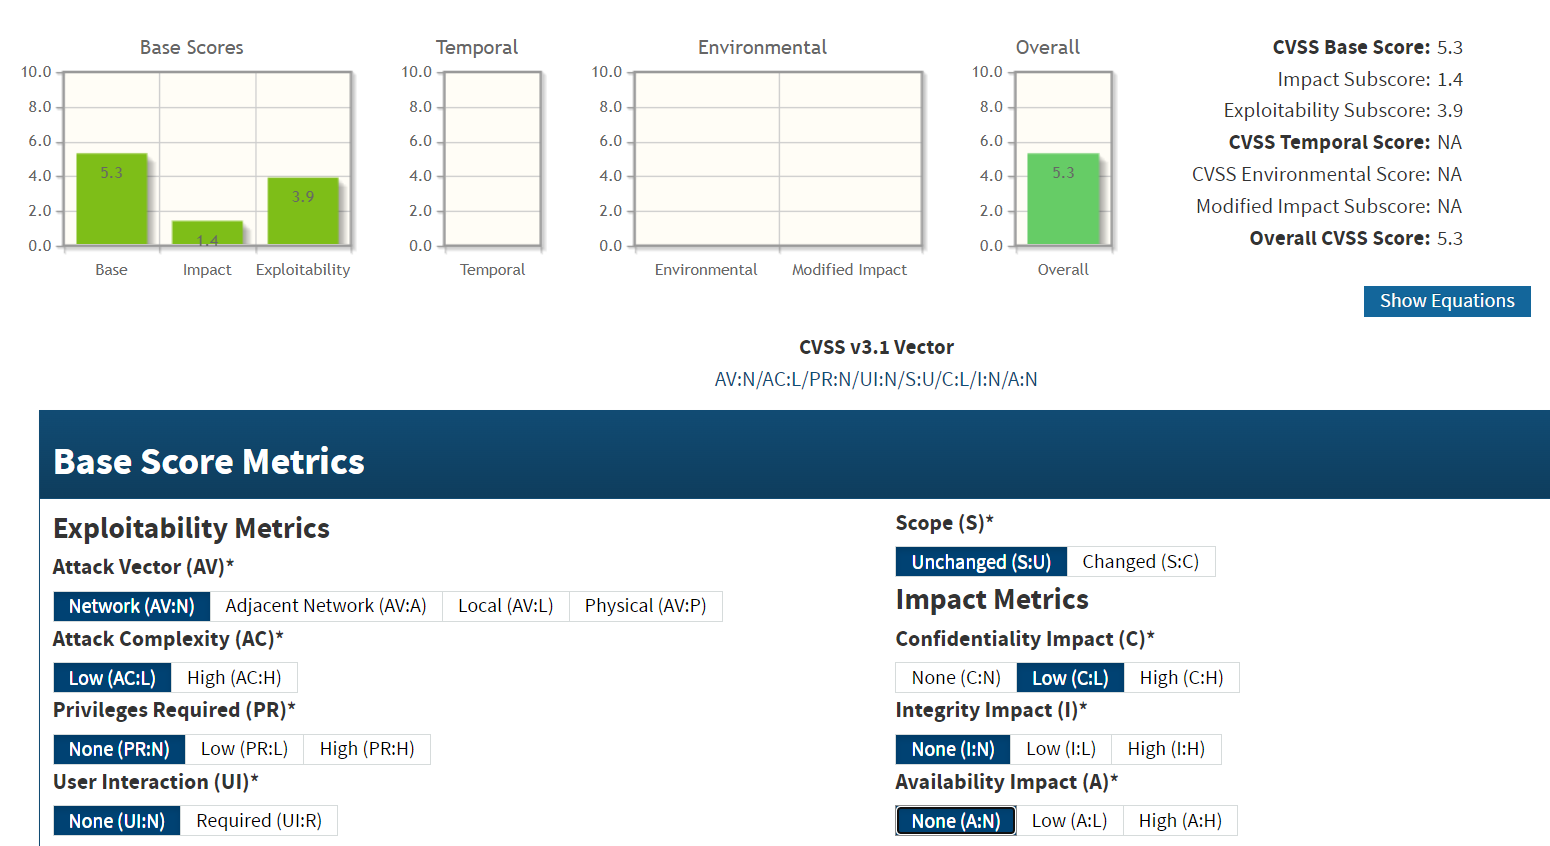 Base Scores
10.0
8.0
6.0
4.0
2.0
0.0
5.3
1.4
3.9
Base Impact Exploitability
Temporal
10.0
8.0
6.0
4.0
2.0
0.0
Temporal
Environmental
10.0
8.0
6.0
4.0
2.0
0.0
Environmental Modified Impact
Overall
10.0
8.0
6.0
4.0
2.0
0.0
5.3
Overall
CVSS Base Score: 5.3
Impact Subscore: 1.4
Exploitability Subscore: 3.9
CVSS Temporal Score: NA
CVSS Environmental Score: NA
Modified Impact Subscore: NA
Overall CVSS Score: 5.3
Show Equations
CVSS v3.1 Vector
AV:N/AC:L/PR:N/UI:N/S:U/C:L/I:N/A:N
Base Score Metrics
Exploitability Metrics
Attack Vector (AV)*
Network (AV:N) Adjacent Network (AV:A) Local (AV:L) Physical (AV:P)
Attack Complexity (AC)*
Low (AC:L) High (AC:H)
Privileges Required (PR)*
None (PR:N) Low (PR:L) High (PR:H)
User Interaction (UI)*
None (UI:N) Required (UI:R)
Scope (S)*
Unchanged (S:U) Changed (S:C)
Impact Metrics
Confidentiality Impact (C)*
None (C:N) Low (C:L) High (C:H)
Integrity Impact (I)*
None (I:N) Low (I:L) High (I:H)
Availability Impact (A)*
None (A:N) Low (A:L) High (A:H)